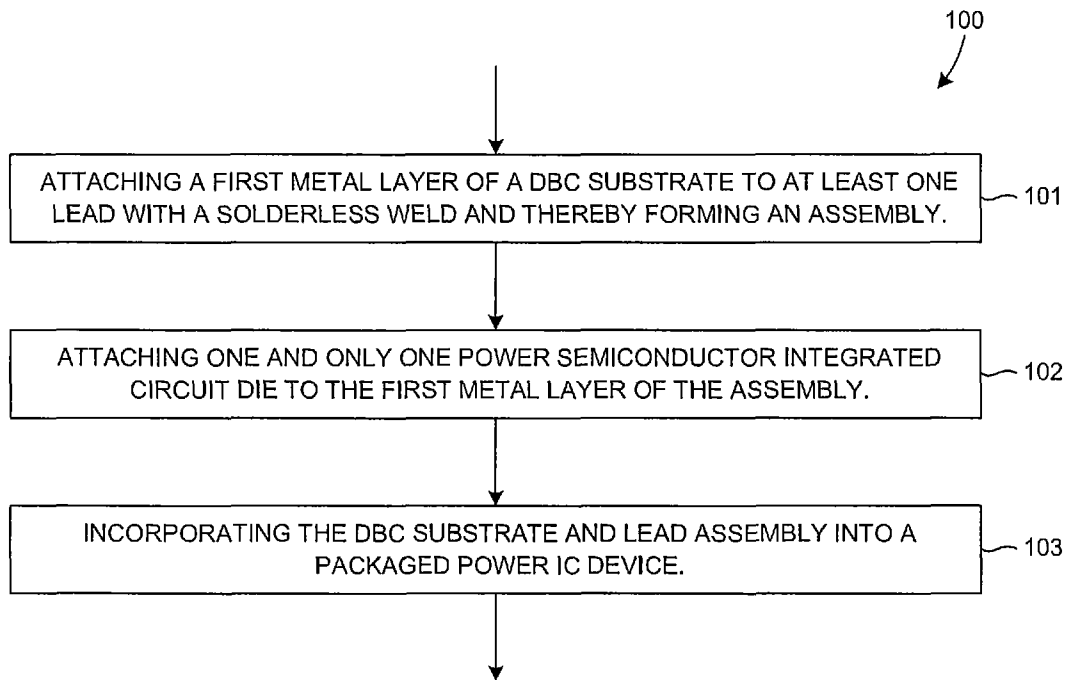 100
ATTACHING A FIRST METAL LAYER OF A DBC SUBSTRATE TO AT LEAST ONE
LEAD WITH A SOLDERLESS WELD AND THEREBY FORMING AN ASSEMBLY.
101
ATTACHING ONE AND ONLY ONE POWER SEMICONDUCTOR INTEGRATED
CIRCUIT DIE TO THE FIRST METAL LAYER OF THE ASSEMBLY.
102
INCORPORATING THE DBC SUBSTRATE AND LEAD ASSEMBLY INTO A
PACKAGED POWER IC DEVICE.
103